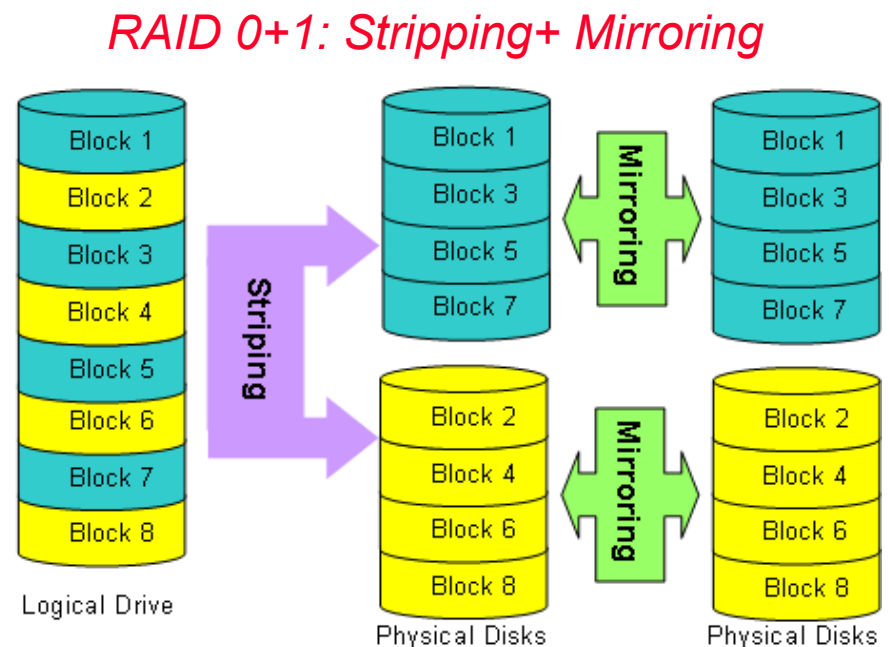 RAID 0+1: Stripping+ Mirroring
Block 1
Block 2
Block 3
Block 4
Block 5
Block 6
Block 7
Block 8
Logical Drive
Striping
Block 1
Block 3
Block 5
Block 7
Mirroring
Block 1
Block 3
Block 5
Block 7
Block 2
Block 4
Block 6
Block 8
Physical Disks
Mirroring
Block 2
Block 4
Block 6
Block 8
Physical Disks